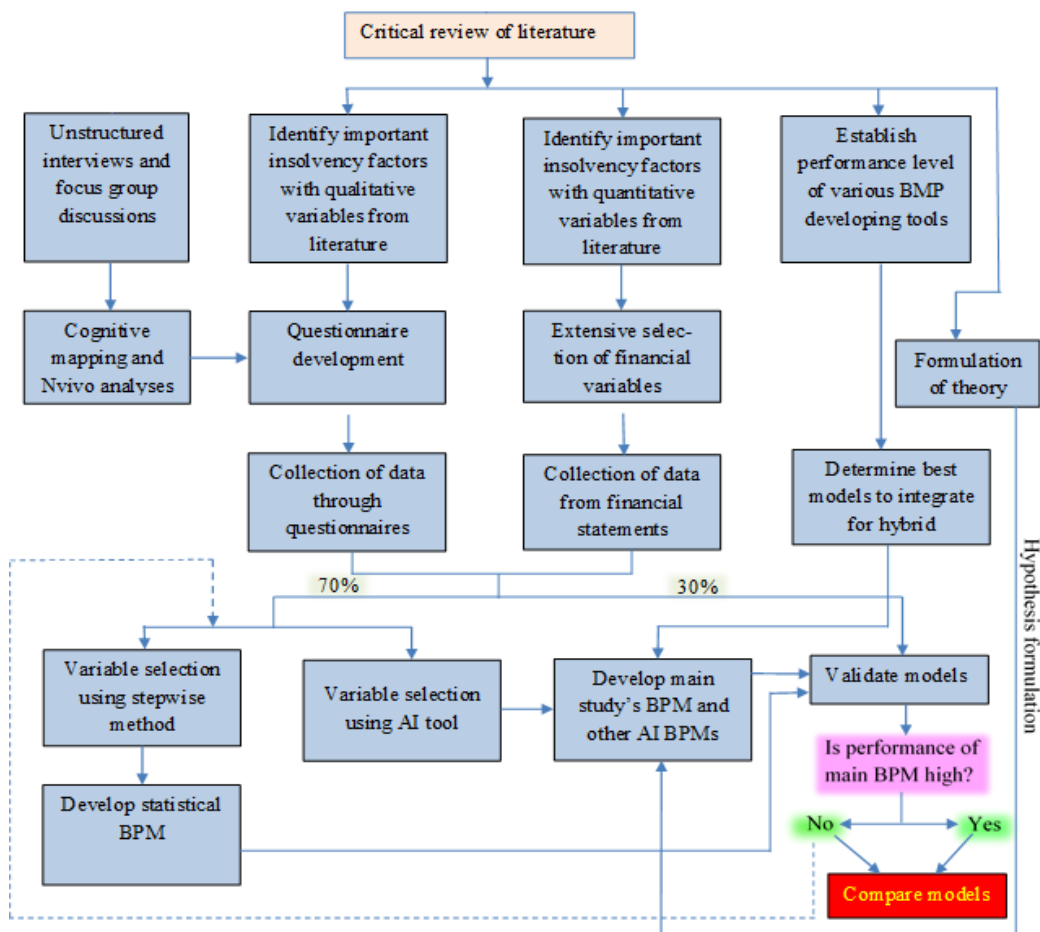 Critical review of literature
Unstructured
interviews and
focus group
discussions
Identify important
insolvency factors
with qualitative
variables from
literature
Identify important
insolvency factors
with quantitative
variables from
literature
Establish
performance level
of various BMP
developing tools
Cognitive
mapping and
Nvivo analyses
Questionnaire
development
Extensive selec-
tion of financial
variables
Formulation
of theory
Collection of data
through
questionnaires
Collection of data
from financial
statements
Determine best
models to integrate
for hybrid
Hypothesis formulation
70%
30%
Variable selection
using stepwise
method
Variable selection
using AI tool
Develop main
study’s BPM and
other AI BPMs
Validate models
Is performance of
main BPM high?
Develop statistical
BPM
No
Yes
Compare models